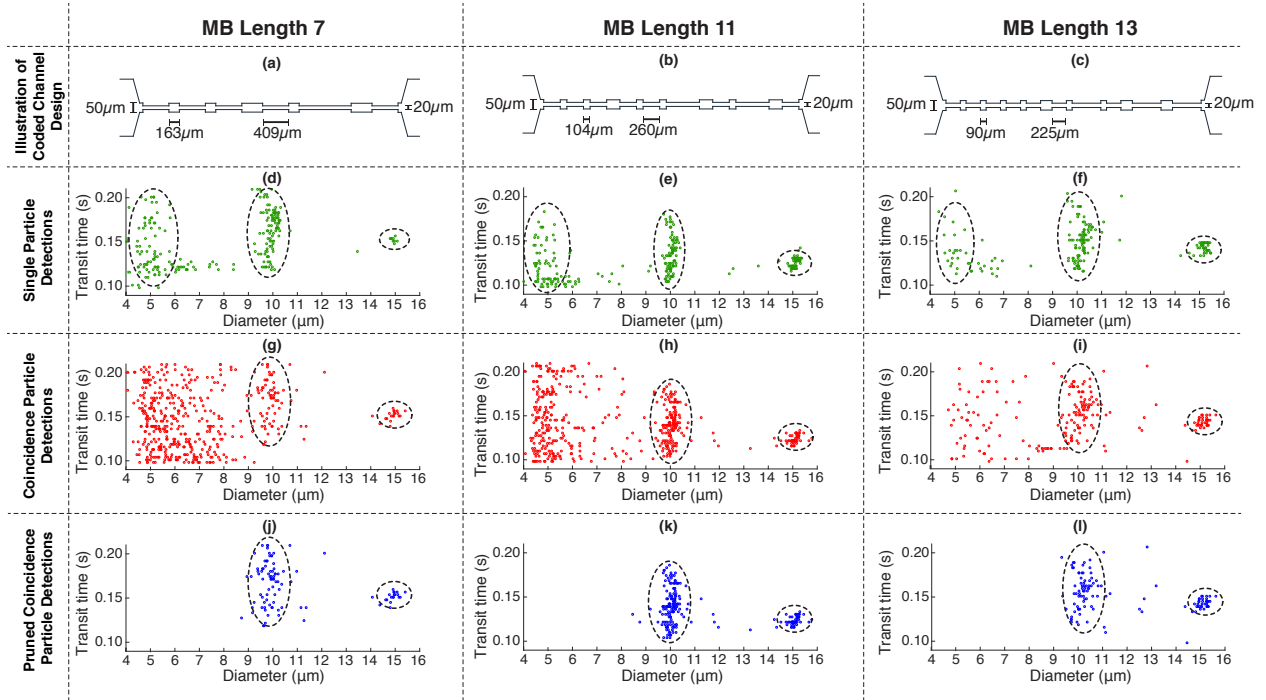 MB Length 7
MB Length 11
MB Length 13
Illustration of
Coded Channel
Design
(a)
50μm
20μm
163μm
409μm
(b)
50μm
20μm
104μm
260μm
(c)
50μm
20μm
90μm
225μm
Single Particle
Detections
(d)
Transit time (s)
0.20
0.15
0.10
4 5 6 7 8 9 10 11 12 13 14 15 16
Diameter (μm)
(e)
Transit time (s)
0.20
0.15
0.10
4 5 6 7 8 9 10 11 12 13 14 15 16
Diameter (μm)
(f)
Transit time (s)
0.20
0.15
0.10
4 5 6 7 8 9 10 11 12 13 14 15 16
Diameter (μm)
Coincidence Particle
Detections
(g)
Transit time (s)
0.20
0.15
0.10
4 5 6 7 8 9 10 11 12 13 14 15 16
Diameter (μm)
(h)
Transit time (s)
0.20
0.15
0.10
4 5 6 7 8 9 10 11 12 13 14 15 16
Diameter (μm)
(i)
Transit time (s)
0.20
0.15
0.10
4 5 6 7 8 9 10 11 12 13 14 15 16
Diameter (μm)
Pruned Coincidence
Particle Detections
(j)
Transit time (s)
0.20
0.15
0.10
4 5 6 7 8 9 10 11 12 13 14 15 16
Diameter (μm)
(k)
Transit time (s)
0.20
0.15
0.10
4 5 6 7 8 9 10 11 12 13 14 15 16
Diameter (μm)
(l)
Transit time (s)
0.20
0.15
0.10
4 5 6 7 8 9 10 11 12 13 14 15 16
Diameter (μm)